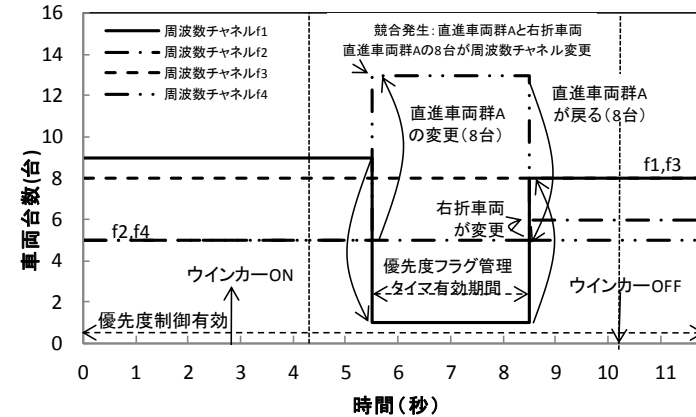 16
14
12
10
8
6
4
2
0
車両台数(台)
周波数チャネルf1
周波数チャネルf2
周波数チャネルf3
周波数チャネルf4
競合発生：直進車両群Aと右折車両
直進車両群Aの8台が周波数チャネル変更
直進車両群A
の変更（8台）
直進車両群A
が戻る（8台）
f1,f3
f2,f4
右折車両
が変更
優先度フラグ管理
タイマ有効期間
ウインカーON
ウインカーOFF
優先度制御有効
0 1 2 3 4 5 6 7 8 9 10 11
時間（秒）